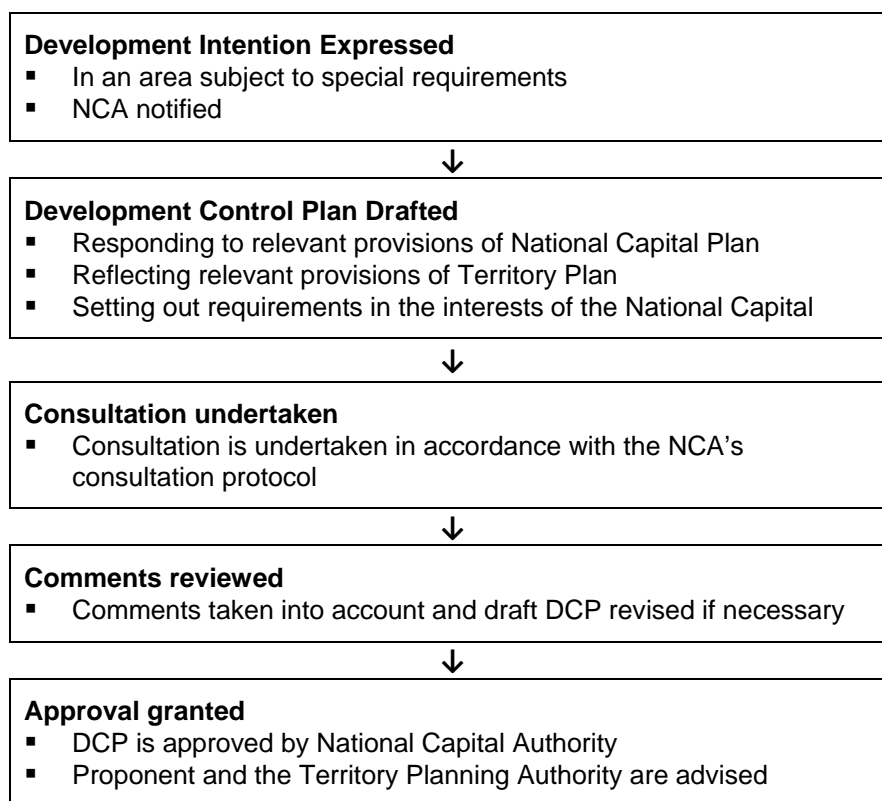 Development Intention Expressed
▪ In an area subject to special requirements
▪ NCA notified
↓
Development Control Plan Drafted
▪ Responding to relevant provisions of National Capital Plan
▪ Reflecting relevant provisions of Territory Plan
▪ Setting out requirements in the interests of the National Capital
↓
Consultation undertaken
▪ Consultation is undertaken in accordance with the NCA’s
consultation protocol
↓
Comments reviewed
▪ Comments taken into account and draft DCP revised if necessary
↓
Approval granted
▪ DCP is approved by National Capital Authority
▪ Proponent and the Territory Planning Authority are advised